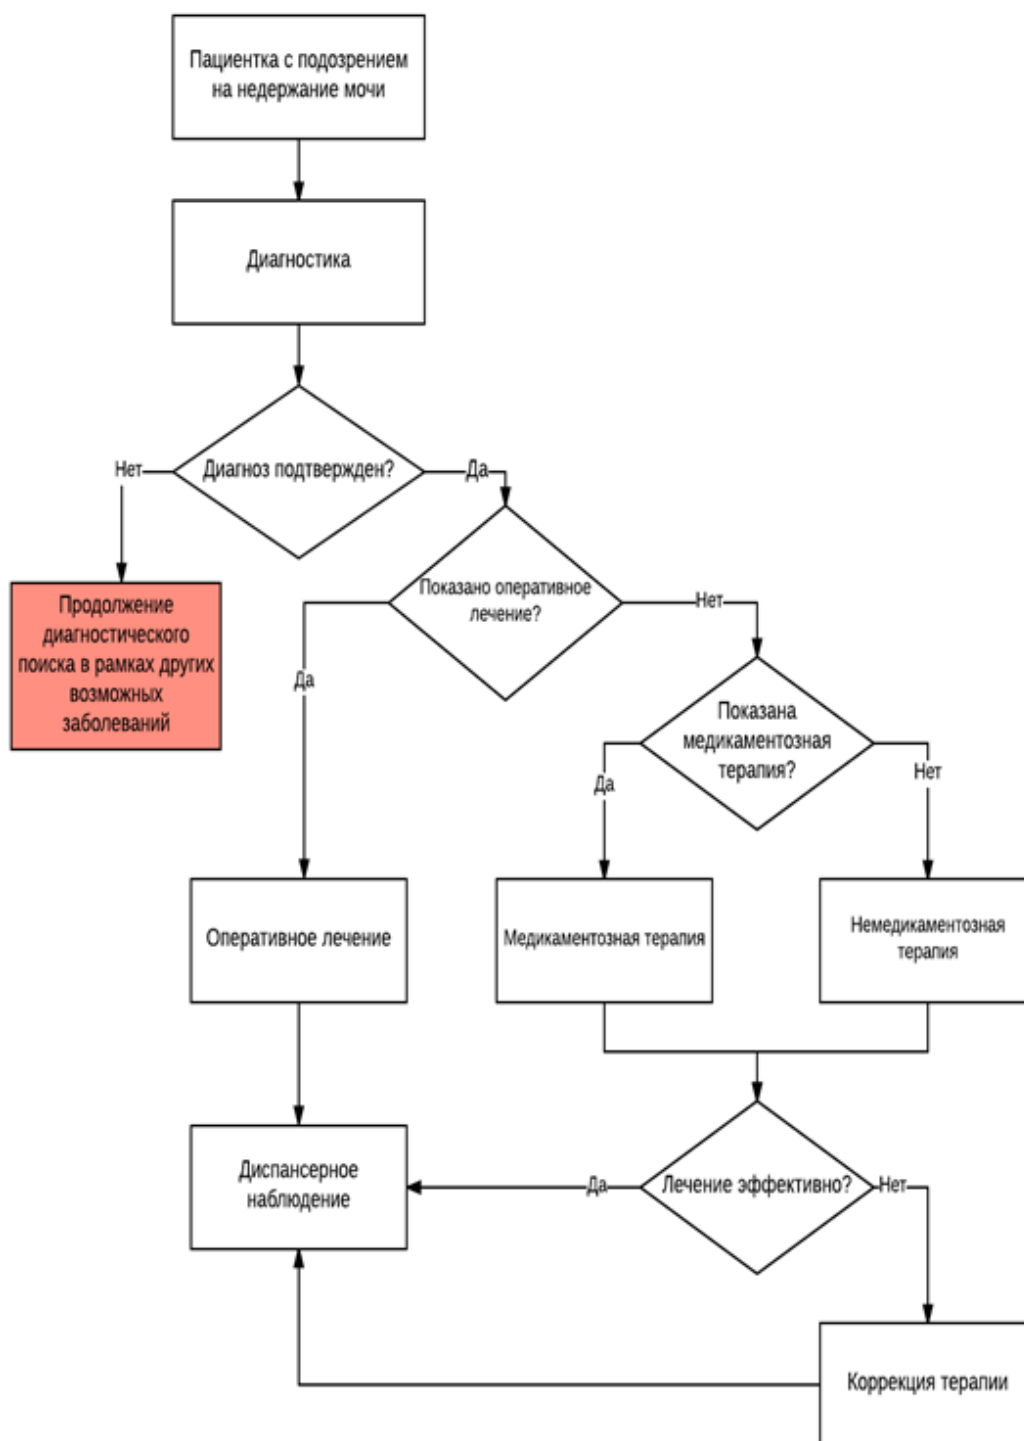 Пациентка с подозрением
на недержание мочи
Диагностика
Диагноз подтвержден?
Нет
Да
Продолжение
диагностического
поиска в рамках других
возможных
заболеваний
Показано оперативное
лечение?
Да
Нет
Показана
медикаментозная
терапия?
Да
Нет
Оперативное лечение
Медикаментозная терапия
Немедикаментозная
терапия
Диспансерное
наблюдение
Да
Лечение эффективно?
Нет
Коррекция терапии